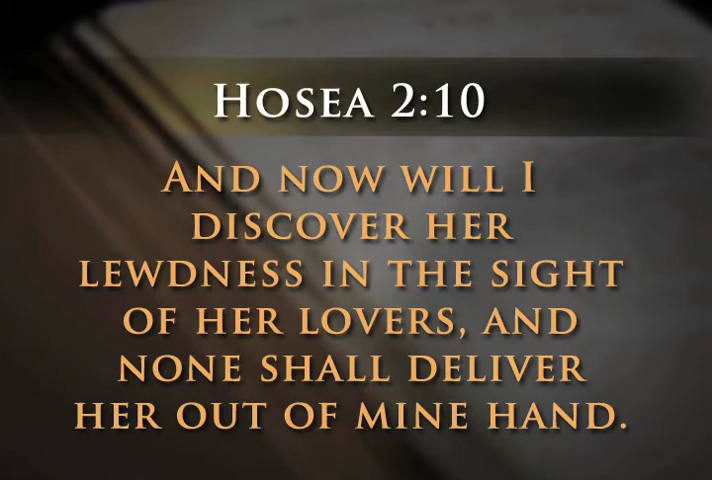 Hosea 2:10
And now will I
discover her
lewdness in the sight
of her lovers, and
none shall deliver
her out of mine hand.